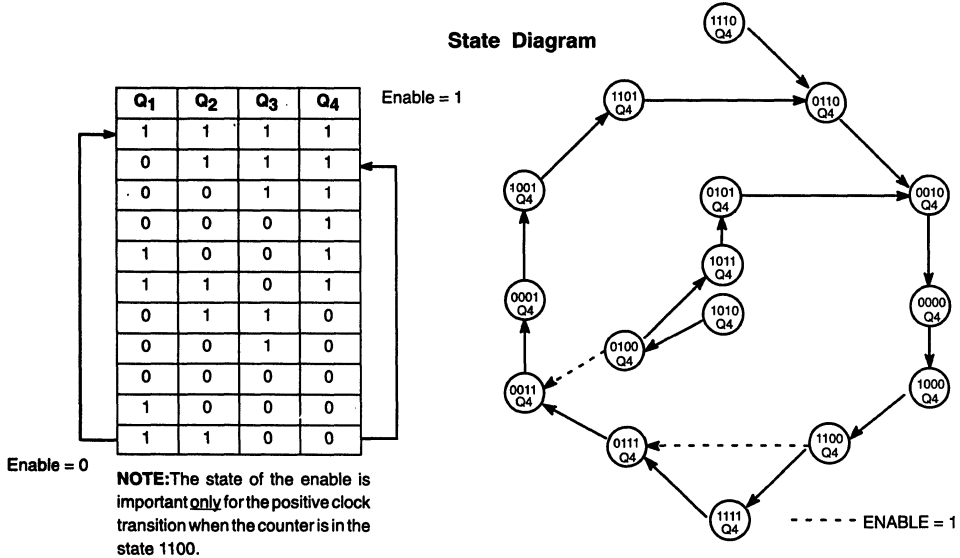 State Diagram
Enable = 1
Q1 Q2 Q3 Q4
1 1 1 1
0 1 1 1
0 0 1 1
0 0 0 1
1 0 0 1
1 1 0 1
0 1 1 0
0 0 1 0
0 0 0 0
1 0 0 0
1 1 0 0
Enable = 0
NOTE:The state of the enable is
important only for the positive clock
transition when the counter is in the
state 1100.
1110
Q4
1101
Q4
0110
Q4
1001
Q4
0101
Q4
0010
Q4
1011
Q4
0001
Q4
1010
Q4
0000
Q4
0100
Q4
0011
Q4
1000
Q4
0111
Q4
1100
Q4
1111
Q4
ENABLE = 1